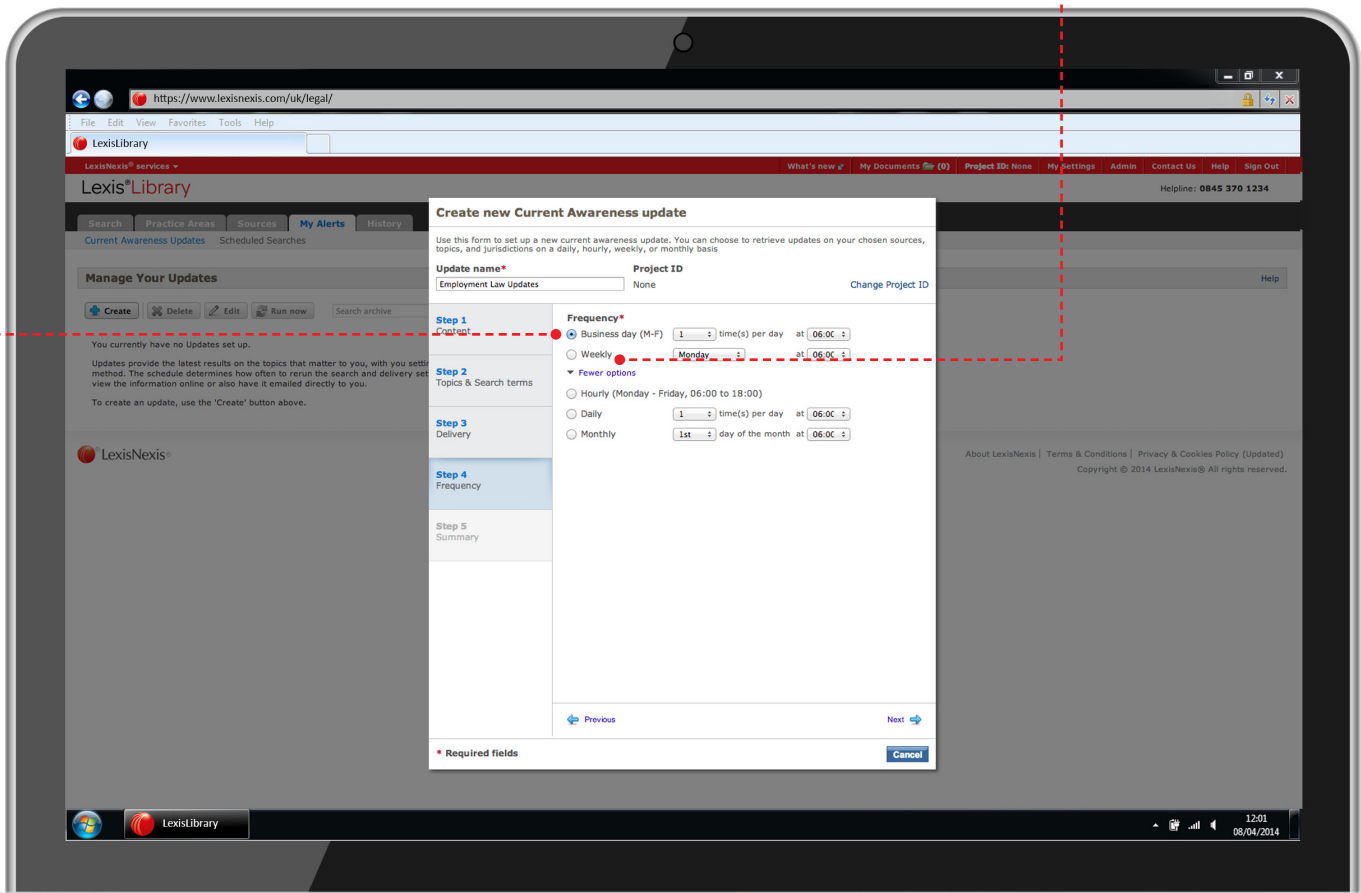 https://www.lexisnexis.com/uk/legal/
File Edit View Favorites Tools Help
LexisLibrary
LexisNexis® services
What's new My Documents (0) Project ID: None My Settings Admin Contact Us Help Sign Out
Lexis®Library
Helpline: 0845 370 1234
Search Practice Areas Sources My Alerts History
Current Awareness Updates Scheduled Searches
Manage Your Updates
Help
Create Delete Edit Run now Search archive
You currently have no Updates set up.
Updates provide the latest results on the topics that matter to you, with you settin
method. The schedule determines how often to rerun the search and delivery set
view the information online or also have it emailed directly to you.
To create an update, use the 'Create' button above.
LexisNexis®
About LexisNexis | Terms & Conditions | Privacy & Cookies Policy (Updated)
Copyright © 2014 LexisNexis® All rights reserved.
Create new Current Awareness update
Use this form to set up a new current awareness update. You can choose to retrieve updates on your chosen sources,
topics, and jurisdictions on a daily, hourly, weekly, or monthly basis
Update name* Project ID
Employment Law Updates None Change Project ID
Step 1
Content
Step 2
Topics & Search terms
Step 3
Delivery
Step 4
Frequency
Step 5
Summary
Frequency*
Business day (M-F) 1 time(s) per day at 06:0C
Weekly Monday at 06:0C
Fewer options
Hourly (Monday - Friday, 06:00 to 18:00)
Daily 1 time(s) per day at 06:0C
Monthly 1st day of the month at 06:0C
Previous Next
* Required fields Cancel
LexisLibrary
12:01
08/04/2014